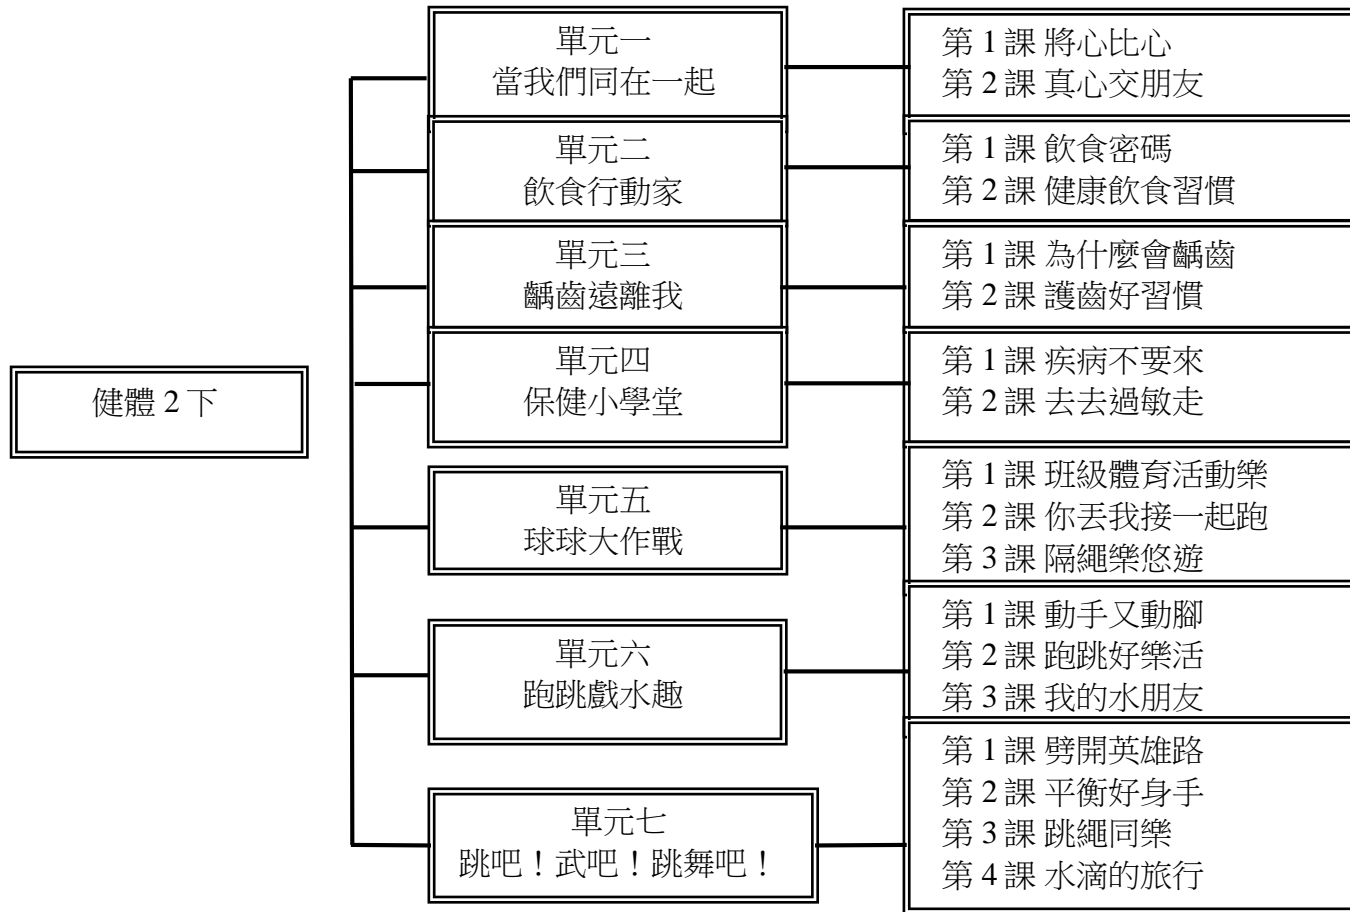 健體 2 下
單元一
當我們同在一起
第 1 課 將心比心
第 2 課 真心交朋友
單元二
飲食行動家
第 1 課 飲食密碼
第 2 課 健康飲食習慣
單元三
齲齒遠離我
第 1 課 為什麼會齲齒
第 2 課 護齒好習慣
單元四
保健小學堂
第 1 課 疾病不要來
第 2 課 去去過敏走
單元五
球球大作戰
第 1 課 班級體育活動樂
第 2 課 你丟我接一起跑
第 3 課 隔繩樂悠遊
單元六
跑跳戲水趣
第 1 課 動手又動腳
第 2 課 跑跳好樂活
第 3 課 我的水朋友
單元七
跳吧！武吧！跳舞吧！
第 1 課 劈開英雄路
第 2 課 平衡好身手
第 3 課 跳繩同樂
第 4 課 水滴的旅行